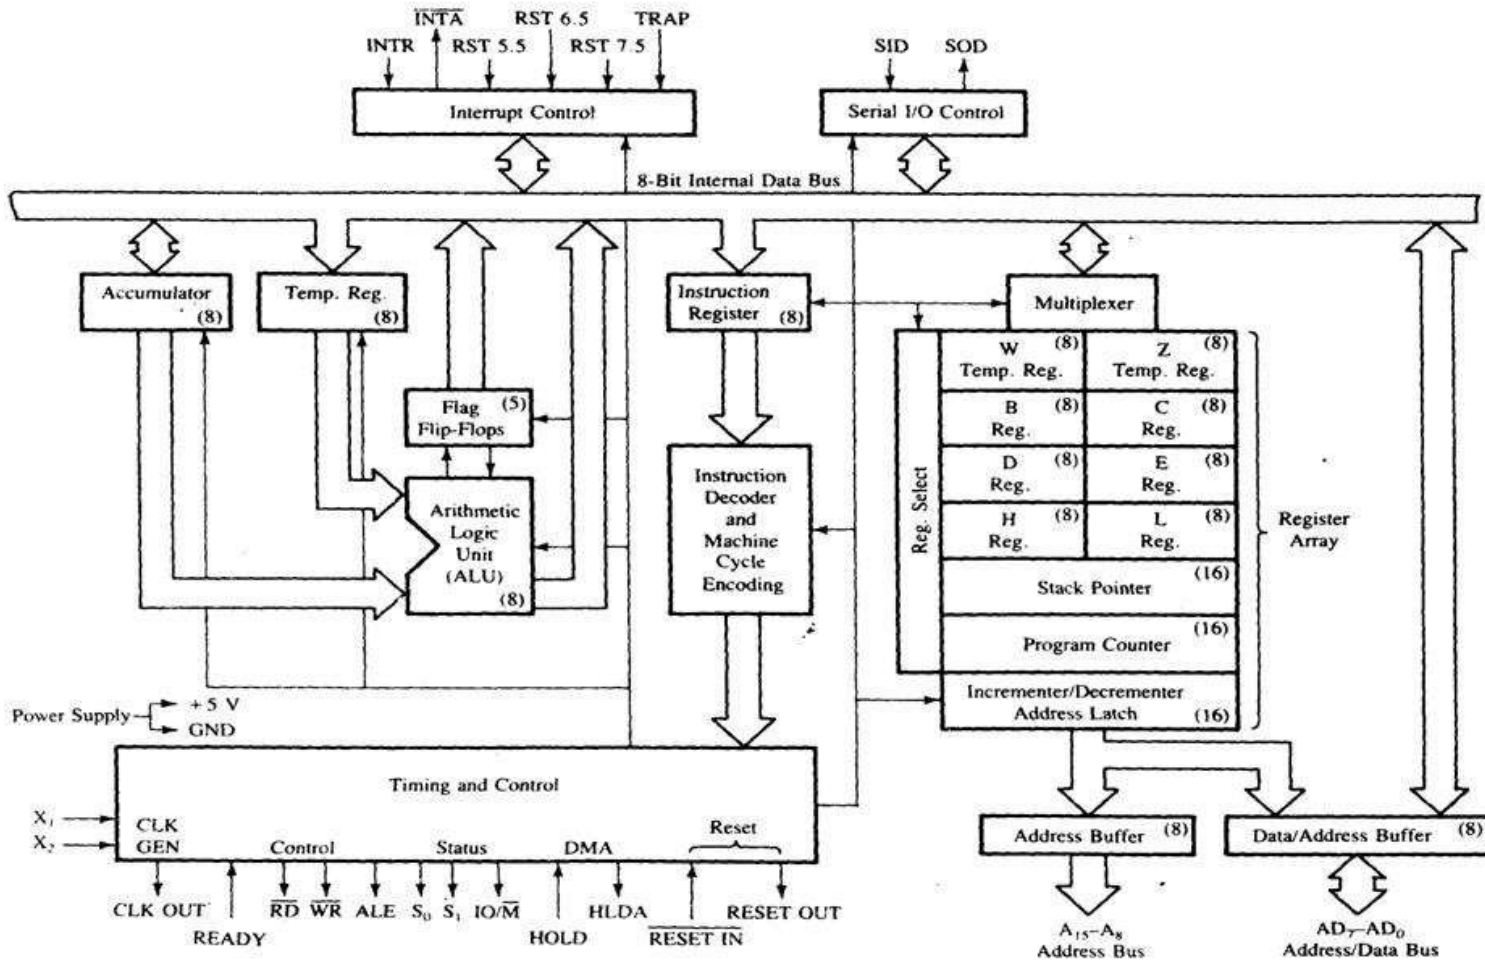 INTA
RST 6.5
TRAP
INTR
RST 5.5
RST 7.5
SID
SOD
Interrupt Control
Serial I/O Control
8-Bit Internal Data Bus
Accumulator
(8)
Temp. Reg.
(8)
Instruction
Register
(8)
Multiplexer
Flag
(5)
Flip-Flops
Arithmetic
Logic
Unit
(ALU)
(8)
Instruction
Decoder
and
Machine
Cycle
Encoding
Reg. Select
W
(8)
Temp. Reg.
Z
(8)
Temp. Reg.
B
(8)
Reg.
C
(8)
Reg.
D
(8)
Reg.
E
(8)
Reg.
H
(8)
Reg.
L
(8)
Reg.
Stack Pointer
(16)
Program Counter
(16)
Incrementer/Decrementer
Address Latch
(16)
Register
Array
Power Supply
+ 5 V
GND
Timing and Control
X₁
X₂
CLK
GEN
Control
Status
DMA
Reset
CLK OUT
READY
RD
WR
ALE
S₀
S₁
IO/M
HOLD
HLDA
RESET IN
RESET OUT
Address Buffer
(8)
Data/Address Buffer
(8)
A₁₅–A₈
Address Bus
AD₇–AD₀
Address/Data Bus